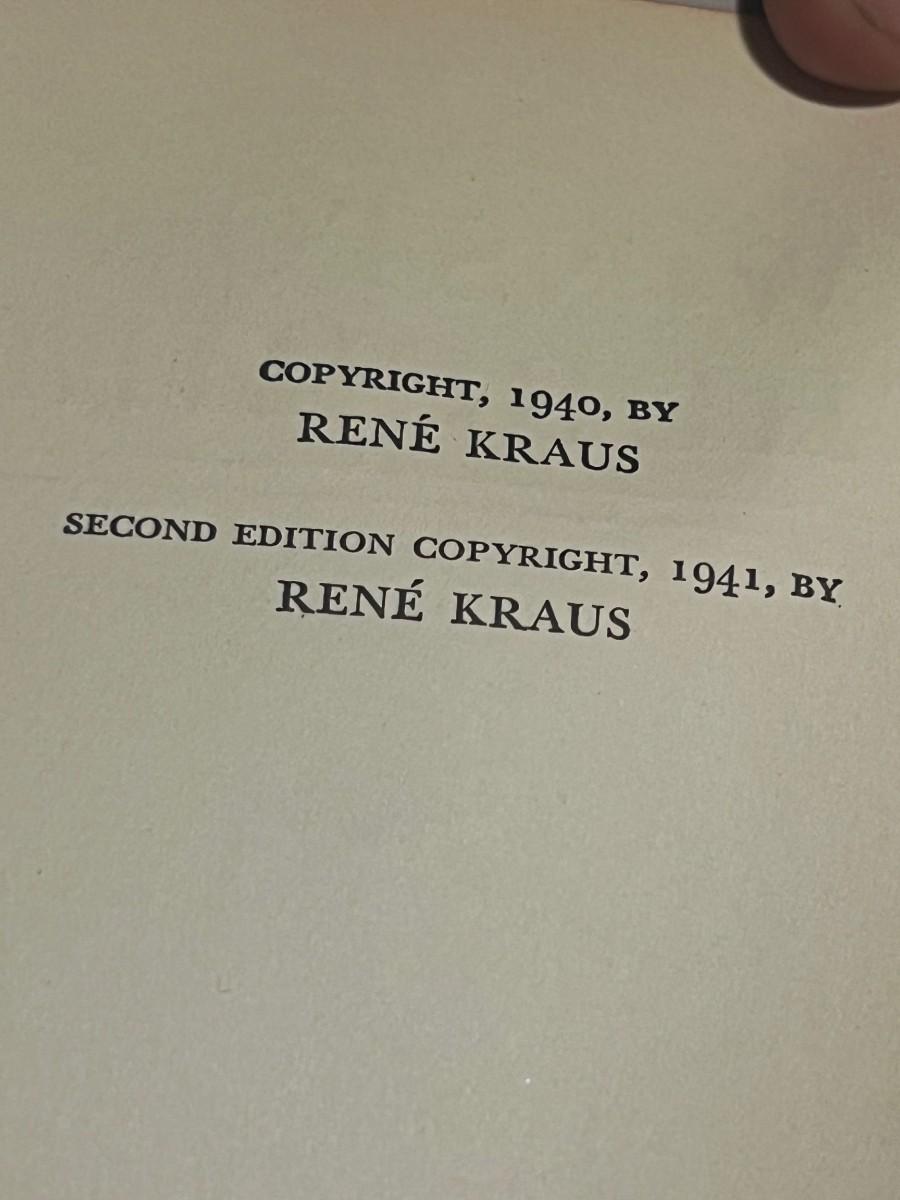 COPYRIGHT, 1940, BY
RENÉ KRAUS
SECOND EDITION COPYRIGHT, 1941, BY
RENÉ KRAUS